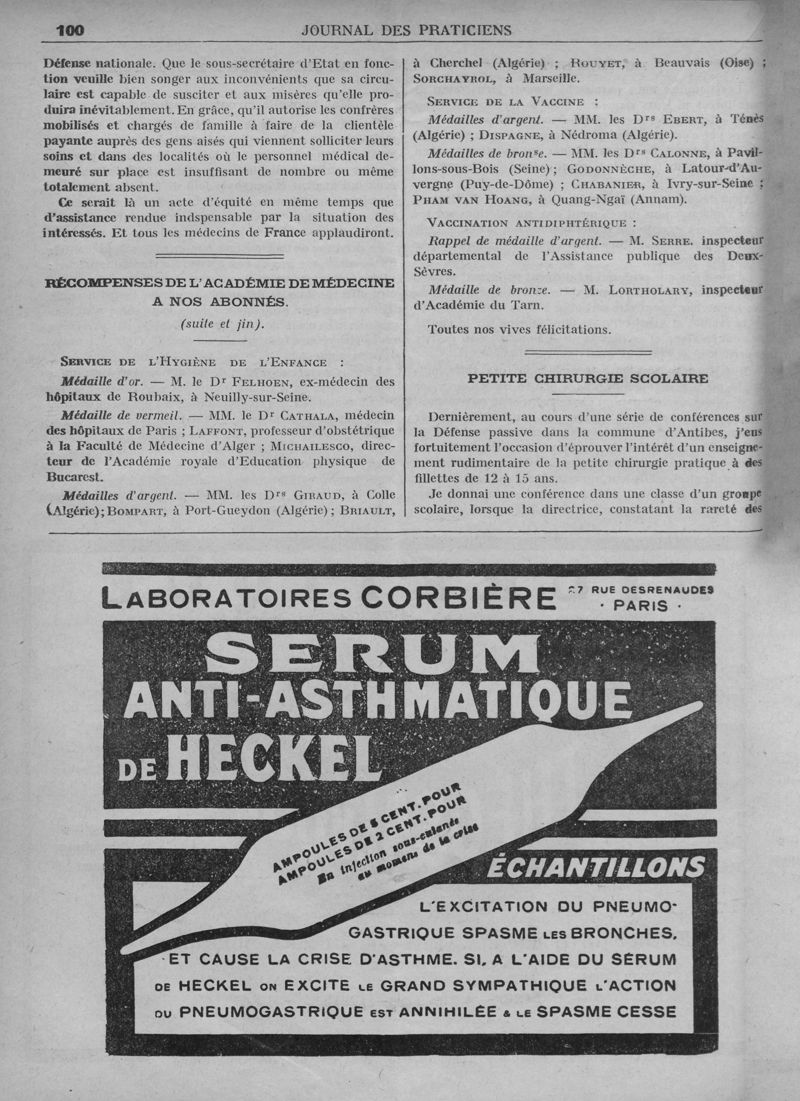 100 JOURNAL DES PRATICIENS
Défense nationale. Que le sous-secrétaire d'Etat en fonc-
tion veuille bien songer aux inconvénients que sa circu-
laire est capable de susciter et aux misères qu'elle pro-
duira inévitablement. En grâce, qu'il autorise les confrères
mobilisés et chargés de famille à faire de la clientèle
payante auprès des gens aisés qui viennent solliciter leurs
soins et dans des localités où le personnel médical de-
meuré sur place est insuffisant de nombre ou même
totalement absent.
Ce serait là un acte d'équité en même temps que
d'assistance rendue indspensable par la situation des
intéressés. Et tous les médecins de France applaudiront.
RÉCOMPENSES DE L'ACADÉMIE DE MÉDECINE
A NOS ABONNÉS.
(suite et jin).
SERVICE DE L'HYGIÈNE DE L'ENFANCE :
Médaille d'or. — M. le Dr FELHOEN, ex-médecin des
hôpitaux de Roubaix, à Neuilly-sur-Seine.
Médaille de vermeil. — MM. le Dr CATHALA, médecin
des hôpitaux de Paris ; LAFFONT, professeur d'obstétrique
à la Faculté de Médecine d'Alger ; MICHAILESCO, direc-
teur de l'Académie royale d'Education physique de
Bucarest.
Médailles d'argent. — MM. les Drs GIRAUD, à Colle
(Algérie); BOMPART, à Port-Gueydon (Algérie) ; BRIAULT,
à Cherchel (Algérie) ; ROUYET, à Beauvais (Oise) ;
SORCHAYROL, à Marseille.
SERVICE DE LA VACCINE :
Médailles d'argent. — MM. les Drs EBERT, à Ténès
(Algérie) ; DISPAGNE, à Nédroma (Algérie).
Médailles de bronse. — MM. les Drs CALONNE, à Pavil-
lons-sous-Bois (Seine) ; GODONNÈCHE, à Latour-d'Au-
vergne (Puy-de-Dôme) ; CHABANIER, à Ivry-sur-Seine ;
PHAM VAN HOANG, à Quang-Ngaï (Annam).
VACCINATION ANTIDIPHTÉRIQUE :
Rappel de médaille d'argent. — M. SERRE. inspecteur
départemental de l'Assistance publique des Deux-
Sèvres.
Médaille de bronze. — M. LORTHOLARY, inspecteur
d'Académie du Tarn.
Toutes nos vives félicitations.
PETITE CHIRURGIE SCOLAIRE
Dernièrement, au cours d'une série de conférences sur
la Défense passive dans la commune d'Antibes, j'eus
fortuitement l'occasion d'éprouver l'intérêt d'un enseigne-
ment rudimentaire de la petite chirurgie pratique à des
fillettes de 12 à 15 ans.
Je donnai une conférence dans une classe d'un groupe
scolaire, lorsque la directrice, constatant la rareté des
LABORATOIRES CORBIÈRE 27 RUE DESRENAUDES
· PARIS ·
SERUM
ANTI-ASTHMATIQUE
DE HECKEL
AMPOULES DE 5 CENT. POUR
AMPOULES DE 2 CENT. POUR
En injection sous-cutanée
au moment de la crise
ÉCHANTILLONS
L'EXCITATION DU PNEUMO-
GASTRIQUE SPASME LES BRONCHES,
ET CAUSE LA CRISE D'ASTHME. SI, A L'AIDE DU SÉRUM
DE HECKEL ON EXCITE LE GRAND SYMPATHIQUE L'ACTION
DU PNEUMOGASTRIQUE EST ANNIHILÉE & LE SPASME CESSE